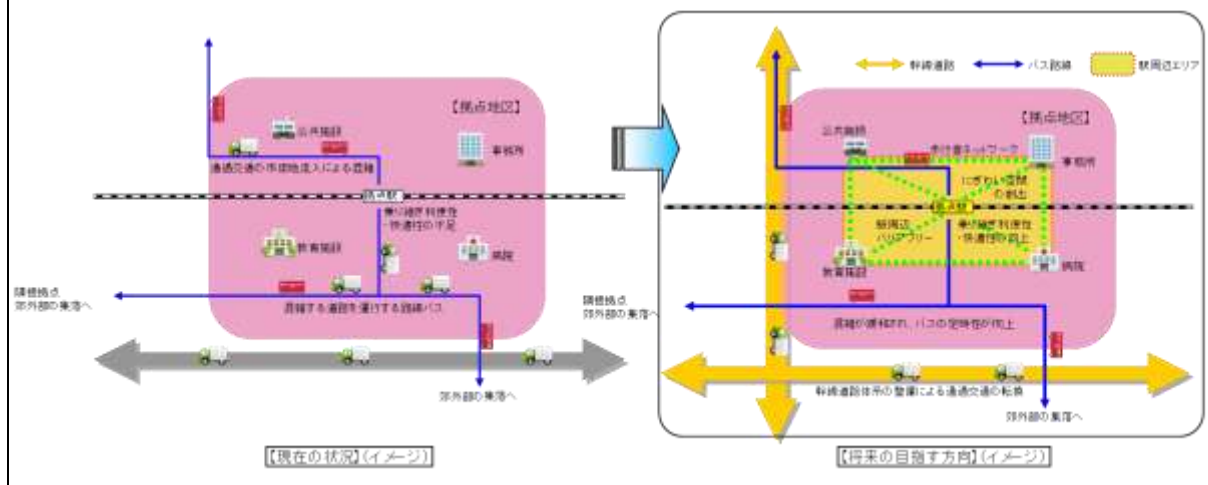 【拠点地区】
公共施設
事務所
通過交通の市街地流入による混雑
拠点駅
乗り継ぎ利便性
・快適性の不足
教育施設
病院
隣接拠点
郊外部の集落へ
混雑する道路を運行する路線バス
郊外部の集落へ
【現在の状況】(イメージ)
幹線道路
バス路線
駅周辺エリア
【拠点地区】
公共施設
歩行者ネットワーク
事務所
にぎわい空間
の創出
拠点駅
駅周辺
バリアフリー
乗り継ぎ利便性
・快適性の向上
教育施設
病院
隣接拠点
郊外部の集落へ
混雑が緩和され、バスの定時性が向上
幹線道路体系の整備による通過交通の転換
郊外部の集落へ
【将来の目指す方向】(イメージ)